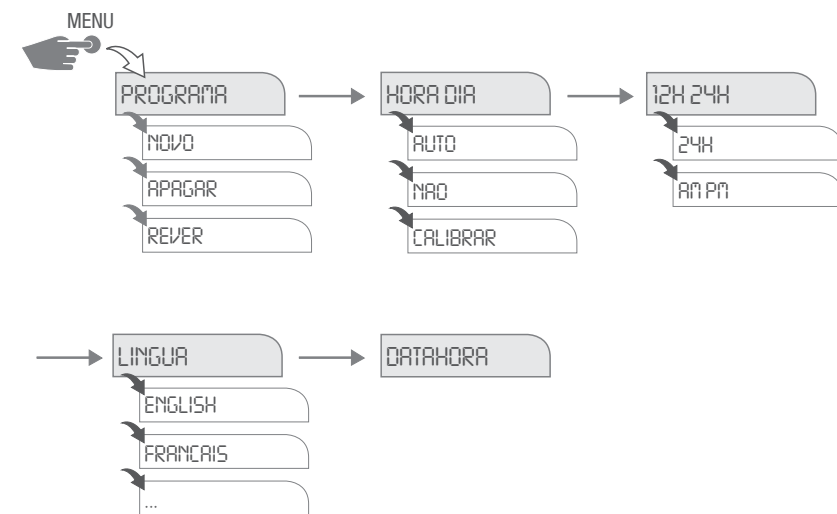 MENU
PROGRAMA
NOVO
APAGAR
REVER
HORA DIA
AUTO
NAO
CALIBRAR
12H 24H
24H
AM PM
LINGUA
ENGLISH
FRANCAIS
...
DATAHORA